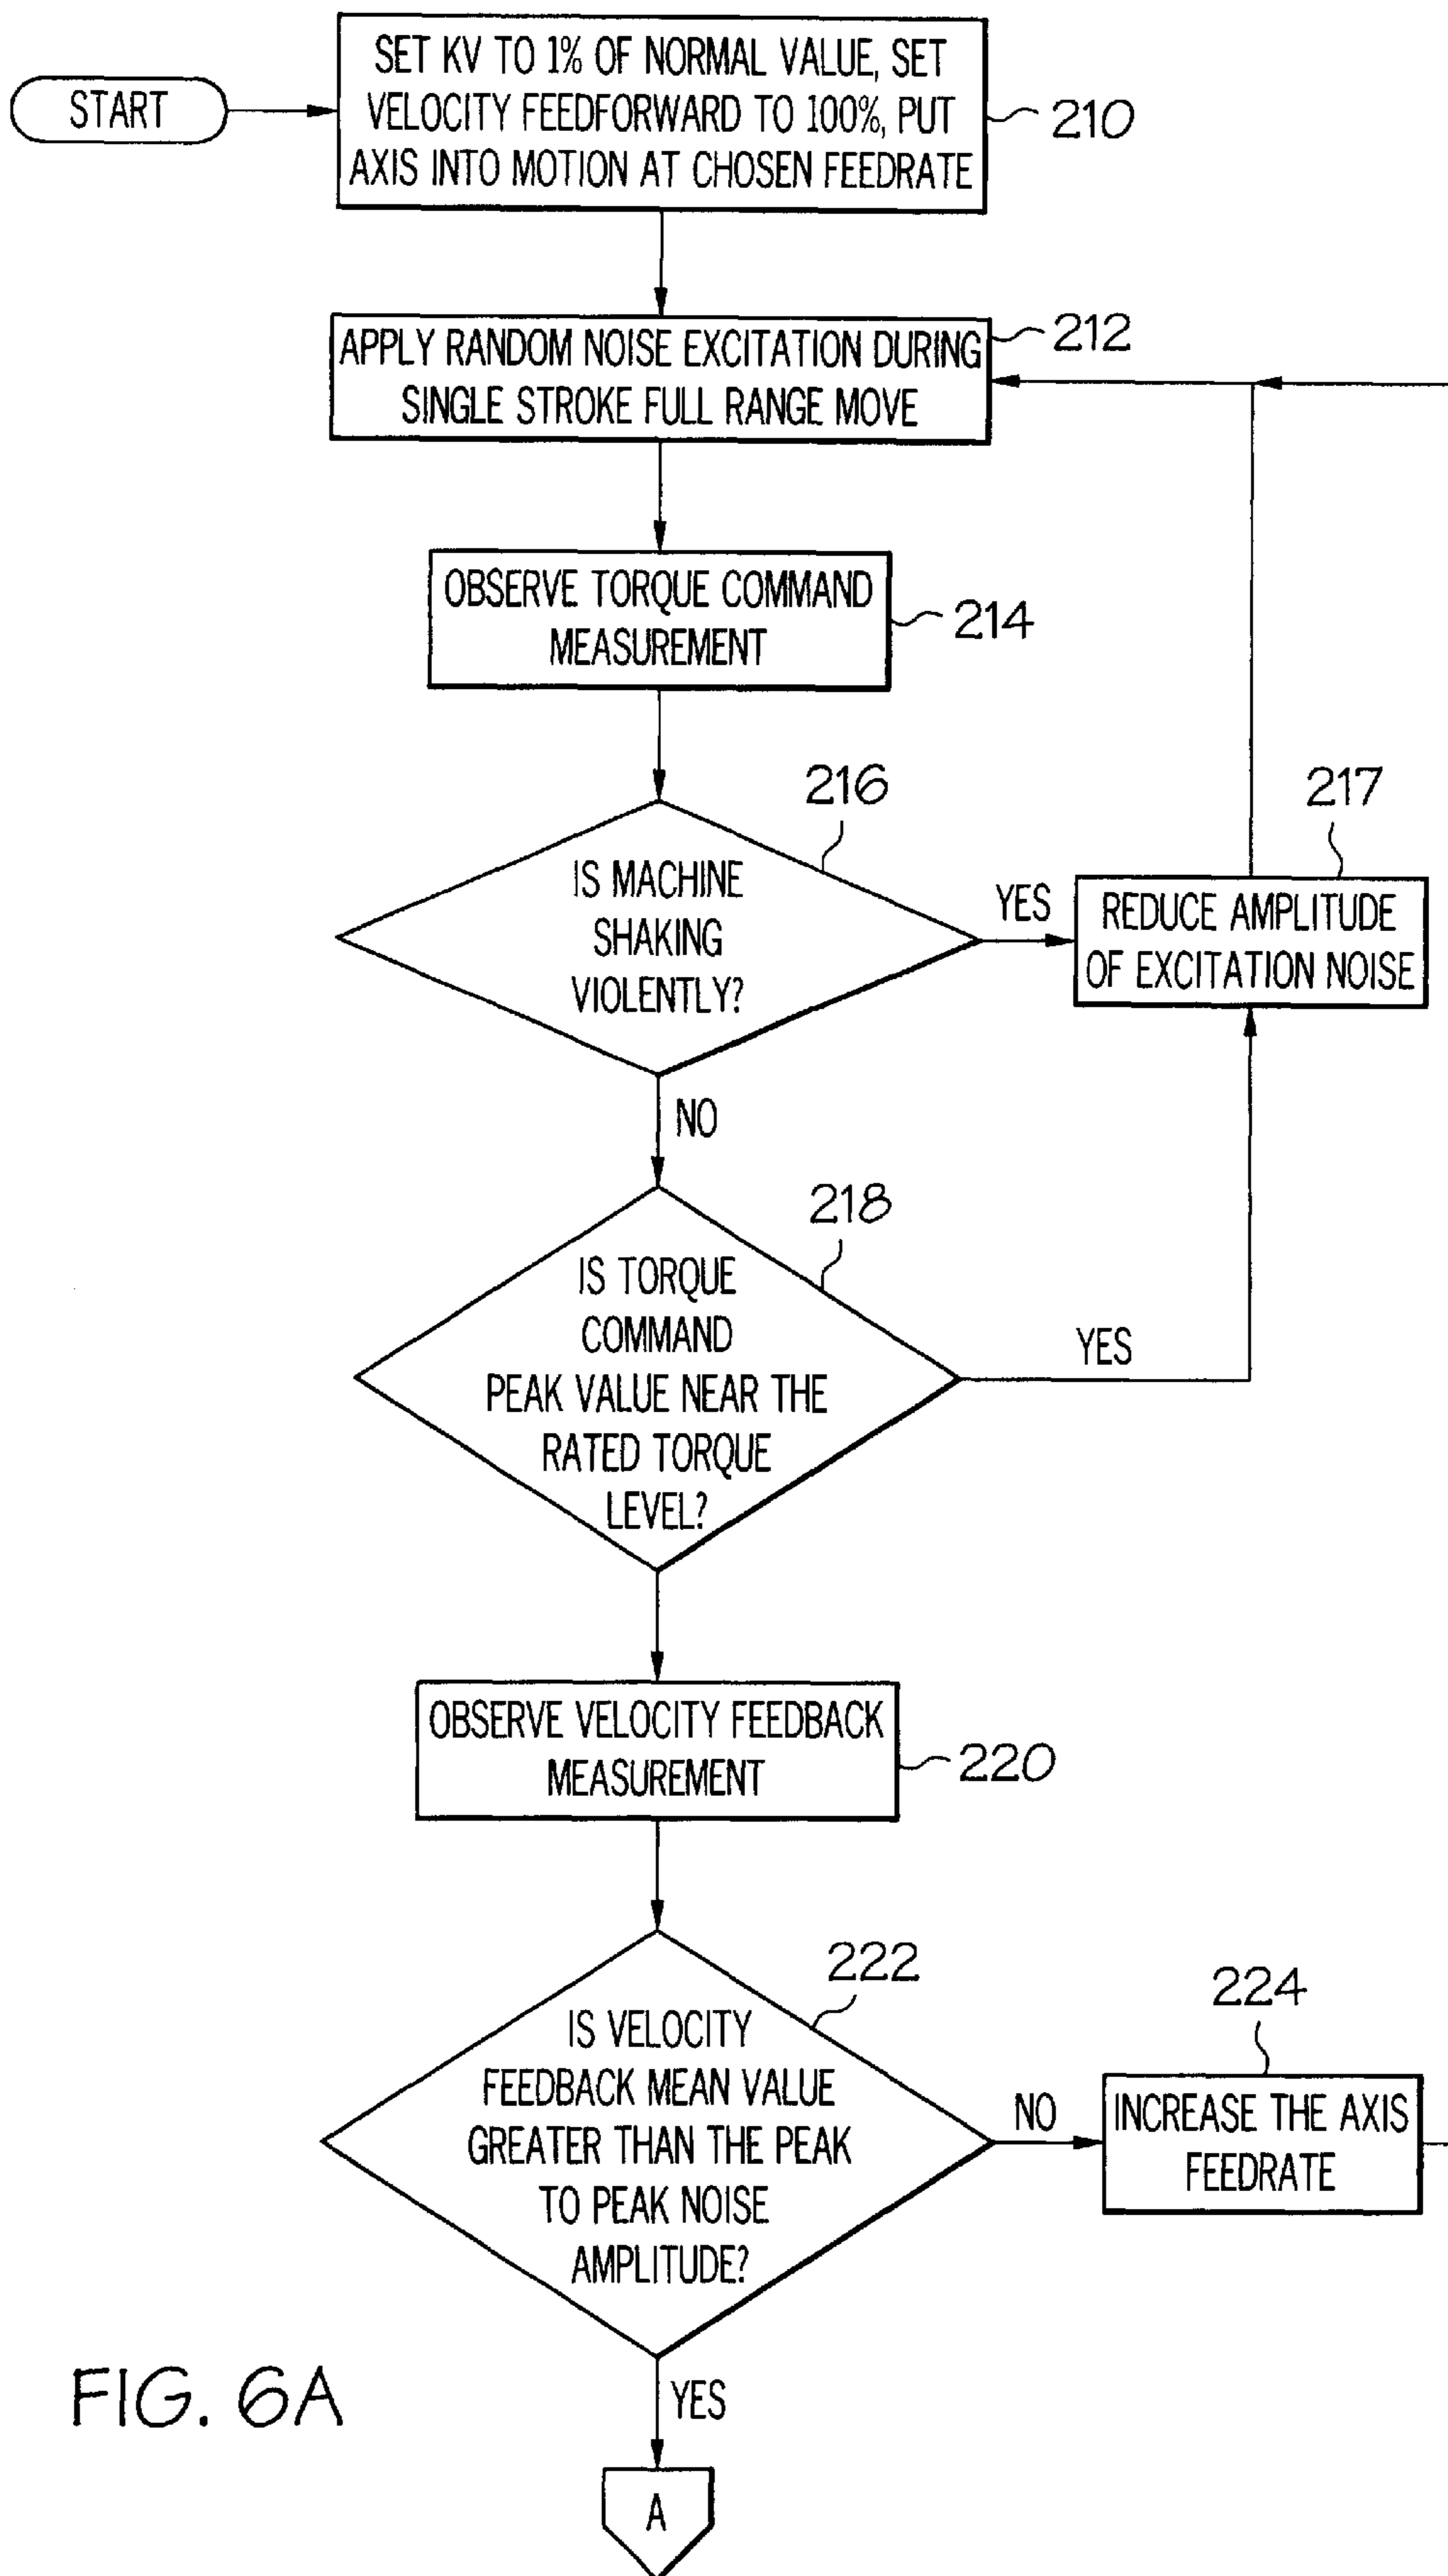 START
SET KV TO 1% OF NORMAL VALUE, SET
VELOCITY FEEDFORWARD TO 100%, PUT
AXIS INTO MOTION AT CHOSEN FEEDRATE
210
APPLY RANDOM NOISE EXCITATION DURING
SINGLE STROKE FULL RANGE MOVE
212
OBSERVE TORQUE COMMAND
MEASUREMENT
214
216
IS MACHINE
SHAKING
VIOLENTLY?
YES
217
REDUCE AMPLITUDE
OF EXCITATION NOISE
NO
218
IS TORQUE
COMMAND
PEAK VALUE NEAR THE
RATED TORQUE
LEVEL?
YES
OBSERVE VELOCITY FEEDBACK
MEASUREMENT
220
222
IS VELOCITY
FEEDBACK MEAN VALUE
GREATER THAN THE PEAK
TO PEAK NOISE
AMPLITUDE?
NO
224
INCREASE THE AXIS
FEEDRATE
YES
A
FIG. 6A